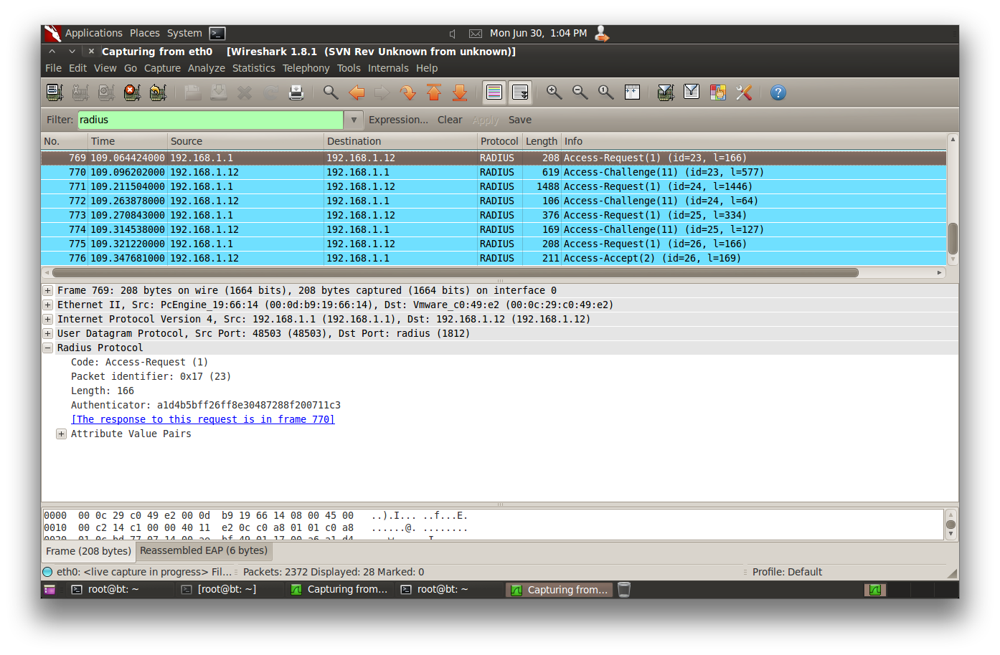 Applications Places System Mon Jun 30, 1:04 PM
Capturing from eth0 [Wireshark 1.8.1 (SVN Rev Unknown from unknown)]
File Edit View Go Capture Analyze Statistics Telephony Tools Internals Help
Filter: radius Expression... Clear Apply Save
No. Time Source Destination Protocol Length Info
769 109.064424000 192.168.1.1 192.168.1.12 RADIUS 208 Access-Request(1) (id=23, l=166)
770 109.096202000 192.168.1.12 192.168.1.1 RADIUS 619 Access-Challenge(11) (id=23, l=577)
771 109.211504000 192.168.1.1 192.168.1.12 RADIUS 1488 Access-Request(1) (id=24, l=1446)
772 109.263878000 192.168.1.12 192.168.1.1 RADIUS 106 Access-Challenge(11) (id=24, l=64)
773 109.270843000 192.168.1.1 192.168.1.12 RADIUS 376 Access-Request(1) (id=25, l=334)
774 109.314538000 192.168.1.12 192.168.1.1 RADIUS 169 Access-Challenge(11) (id=25, l=127)
775 109.321220000 192.168.1.1 192.168.1.12 RADIUS 208 Access-Request(1) (id=26, l=166)
776 109.347681000 192.168.1.12 192.168.1.1 RADIUS 211 Access-Accept(2) (id=26, l=169)
Frame 769: 208 bytes on wire (1664 bits), 208 bytes captured (1664 bits) on interface 0
Ethernet II, Src: PcEngine_19:66:14 (00:0d:b9:19:66:14), Dst: Vmware_c0:49:e2 (00:0c:29:c0:49:e2)
Internet Protocol Version 4, Src: 192.168.1.1 (192.168.1.1), Dst: 192.168.1.12 (192.168.1.12)
User Datagram Protocol, Src Port: 48503 (48503), Dst Port: radius (1812)
Radius Protocol
Code: Access-Request (1)
Packet identifier: 0x17 (23)
Length: 166
Authenticator: a1d4b5bff26ff8e30487288f200711c3
[The response to this request is in frame 770]
Attribute Value Pairs
0000 00 0c 29 c0 49 e2 00 0d b9 19 66 14 08 00 45 00 ..).I... ..f...E.
0010 00 c2 14 c1 00 00 40 11 e2 0c c0 a8 01 01 c0 a8 ......@. ........
0020 01 0c bd 77 07 14 00 ae bf 49 01 17 00 a6 a1 d4
Frame (208 bytes) Reassembled EAP (6 bytes)
eth0: <live capture in progress> Fil... Packets: 2372 Displayed: 28 Marked: 0 Profile: Default
root@bt: ~ [root@bt: ~] Capturing from... root@bt: ~ Capturing from...